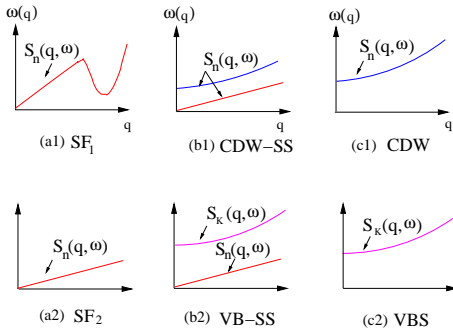 ω(q)
S_n(q,ω)
q
(a1) SF_1
ω(q)
S_n(q,ω)
q
(b1) CDW-SS
ω(q)
S_n(q,ω)
q
(c1) CDW
S_n(q,ω)
(a2) SF_2
S_K(q,ω)
S_n(q,ω)
(b2) VB-SS
S_K(q,ω)
(c2) VBS